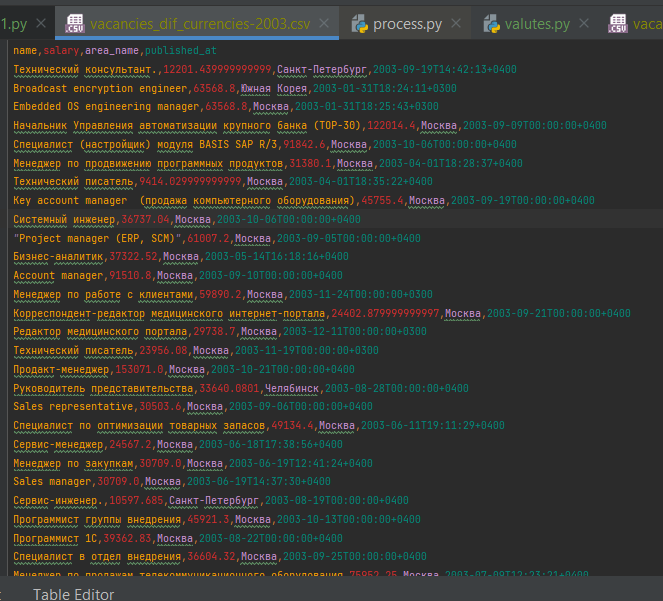 1.py vacancies_dif_currencies-2003.csv process.py valutes.py vaca
name,salary,area_name,published_at
Технический консультант.,12201.439999999999,Санкт-Петербург,2003-09-19T14:42:13+0400
Broadcast encryption engineer,63568.8,Южная Корея,2003-01-31T18:24:11+0300
Embedded OS engineering manager,63568.8,Москва,2003-01-31T18:25:43+0300
Начальник Управления автоматизации крупного банка (TOP-30),122014.4,Москва,2003-09-09T00:00:00+0400
Специалист (настройщик) модуля BASIS SAP R/3,91842.6,Москва,2003-10-06T00:00:00+0400
Менеджер по продвижению программных продуктов,31380.1,Москва,2003-04-01T18:28:37+0400
Технический писатель,9414.029999999999,Москва,2003-04-01T18:35:22+0400
Key account manager  (продажа компьютерного оборудования),45755.4,Москва,2003-09-19T00:00:00+0400
Системный инженер,36737.04,Москва,2003-10-06T00:00:00+0400
"Project manager (ERP, SCM)",61007.2,Москва,2003-09-05T00:00:00+0400
Бизнес-аналитик,37322.52,Москва,2003-05-14T16:18:16+0400
Account manager,91510.8,Москва,2003-09-10T00:00:00+0400
Менеджер по работе с клиентами,59890.2,Москва,2003-11-24T00:00:00+0300
Корреспондент-редактор медицинского интернет-портала,24402.879999999997,Москва,2003-09-21T00:00:00+0400
Редактор медицинского портала,29738.7,Москва,2003-12-11T00:00:00+0300
Технический писатель,23956.08,Москва,2003-11-19T00:00:00+0300
Продакт-менеджер,153071.0,Москва,2003-10-21T00:00:00+0400
Руководитель представительства,33640.0801,Челябинск,2003-08-28T00:00:00+0400
Sales representative,30503.6,Москва,2003-09-06T00:00:00+0400
Специалист по оптимизации товарных запасов,49134.4,Москва,2003-06-11T19:11:29+0400
Сервис-менеджер,24567.2,Москва,2003-06-18T17:38:56+0400
Менеджер по закупкам,30709.0,Москва,2003-06-19T12:41:24+0400
Sales manager,30709.0,Москва,2003-06-19T14:37:30+0400
Сервис-инженер.,10597.685,Санкт-Петербург,2003-08-19T00:00:00+0400
Программист группы внедрения,45921.3,Москва,2003-10-13T00:00:00+0400
Программист 1С,39362.83,Москва,2003-08-22T00:00:00+0400
Специалист в отдел внедрения,36604.32,Москва,2003-09-25T00:00:00+0400
Менеджер по продажам телекоммуникационного оборудования,75952.25,Москва,2003-07-09T12:23:21+0400
Table Editor